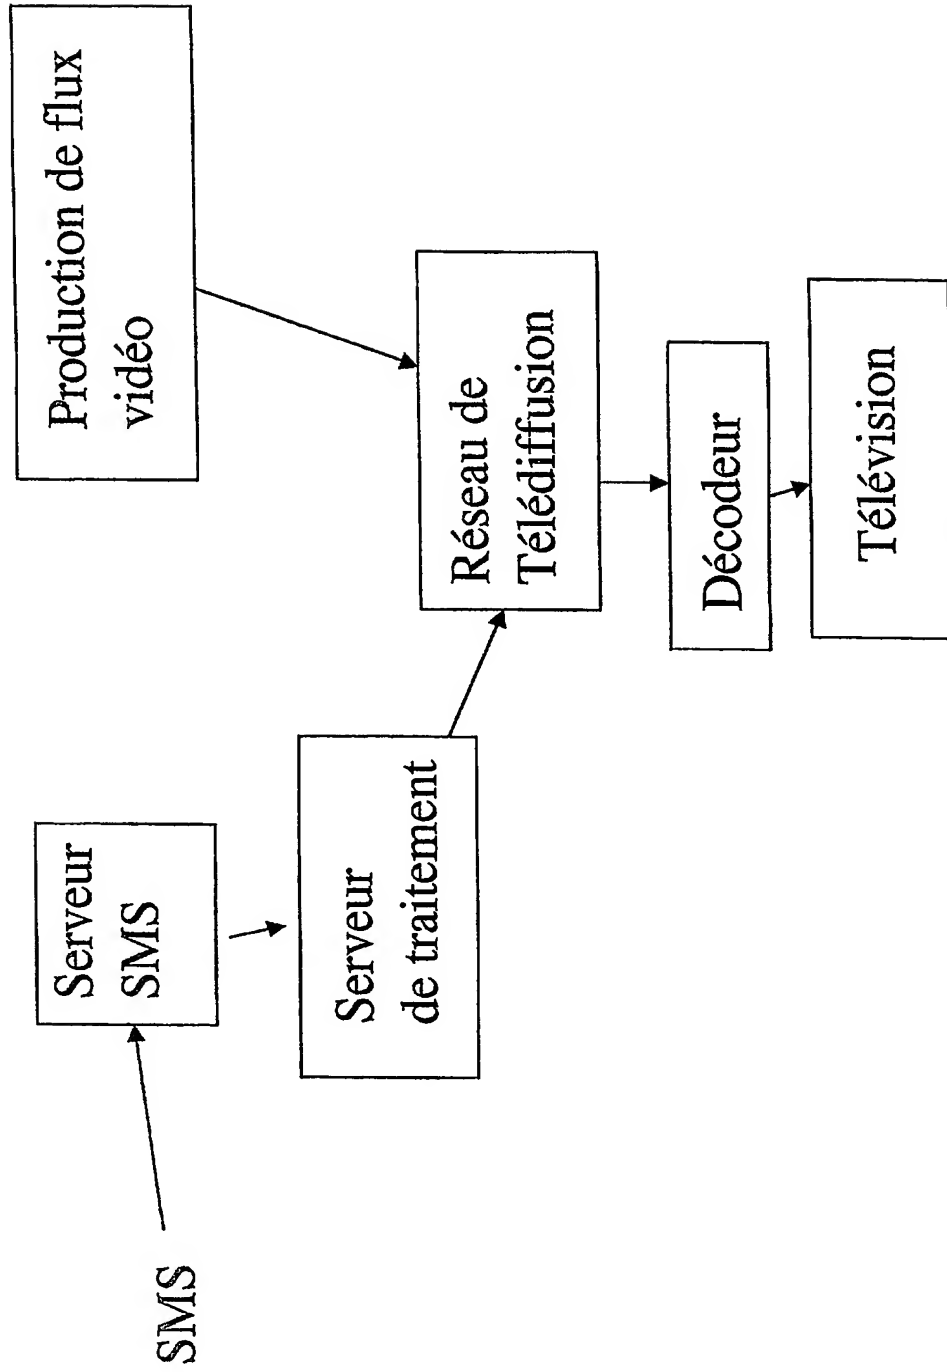 SMS
Serveur
SMS
Serveur
de traitement
Production de flux
vidéo
Réseau de
Télédiffusion
Décodeur
Télévision